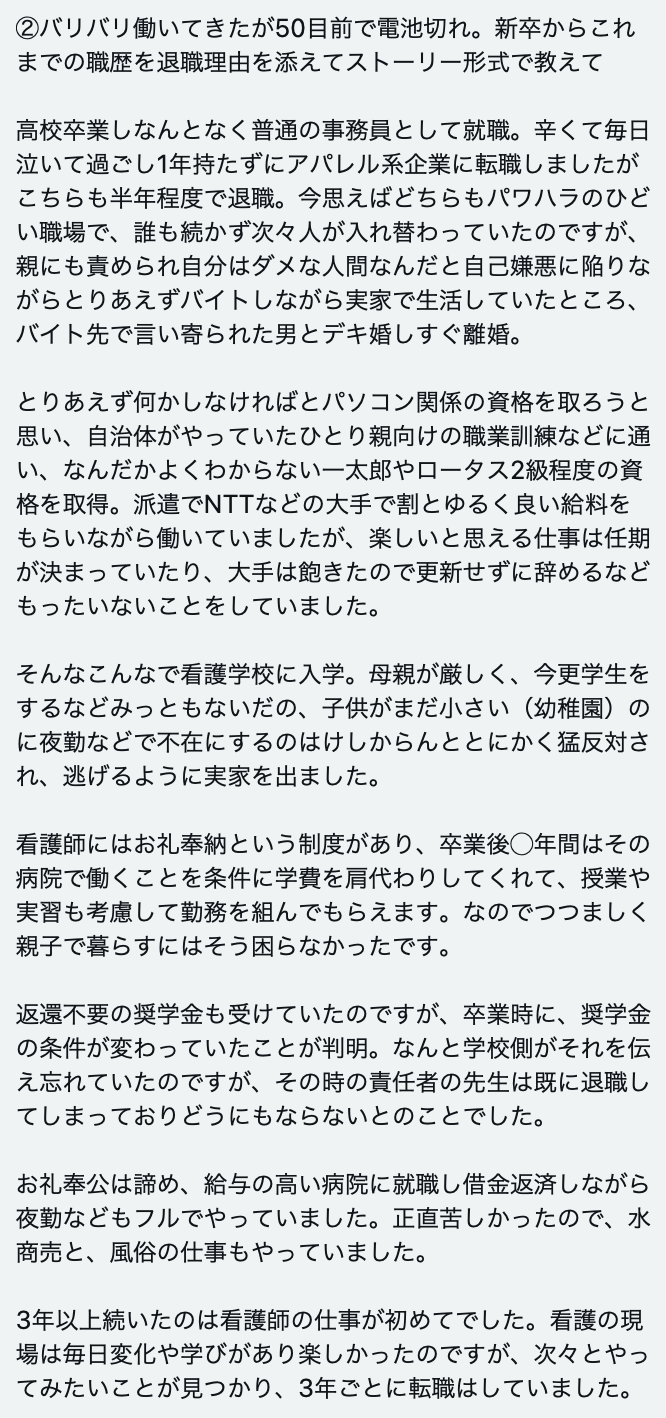 ②バリバリ働いてきたが50目前で電池切れ。新卒からこれ
までの職歴を退職理由を添えてストーリー形式で教えて
高校卒業しなんとなく普通の事務員として就職。辛くて毎日
泣いて過ごし1年持たずにアパレル系企業に転職しましたが
こちらも半年程度で退職。今思えばどちらもパワハラのひど
い職場で、誰も続かず次々人が入れ替わっていたのですが、
親にも責められ自分はダメな人間なんだと自己嫌悪に陥りな
がらとりあえずバイトしながら実家で生活していたところ、
バイト先で言い寄られた男とデキ婚しすぐ離婚。
とりあえず何かしなければとパソコン関係の資格を取ろうと
思い、自治体がやっていたひとり親向けの職業訓練などに通
い、なんだかよくわからない一太郎やロータス2級程度の資
格を取得。派遣でNTTなどの大手で割とゆるく良い給料を
もらいながら働いていましたが、楽しいと思える仕事は任期
が決まっていたり、大手は飽きたので更新せずに辞めるなど
もったいないことをしていました。
そんなこんなで看護学校に入学。母親が厳しく、今更学生を
するなどみっともないだの、子供がまだ小さい（幼稚園）の
に夜勤などで不在にするのはけしからんととにかく猛反対さ
れ、逃げるように実家を出ました。
看護師にはお礼奉納という制度があり、卒業後◯年間はその
病院で働くことを条件に学費を肩代わりしてくれて、授業や
実習も考慮して勤務を組んでもらえます。なのでつつましく
親子で暮らすにはそう困らなかったです。
返還不要の奨学金も受けていたのですが、卒業時に、奨学金
の条件が変わっていたことが判明。なんと学校側がそれを伝
え忘れていたのですが、その時の責任者の先生は既に退職し
てしまっておりどうにもならないとのことでした。
お礼奉公は諦め、給与の高い病院に就職し借金返済しながら
夜勤などもフルでやっていました。正直苦しかったので、水
商売と、風俗の仕事もやっていました。
3年以上続いたのは看護師の仕事が初めてでした。看護の現
場は毎日変化や学びがあり楽しかったのですが、次々とやっ
てみたいことが見つかり、3年ごとに転職はしていました。